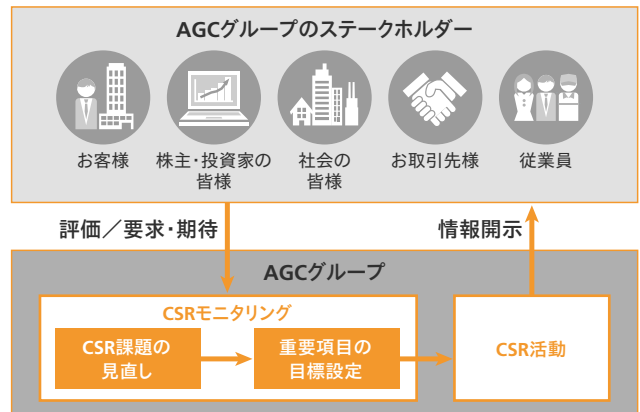 AGCグループのステークホルダー
お客様
株主・投資家の
皆様
社会の
皆様
お取引先様
従業員
評価／要求・期待
情報開示
AGCグループ
CSRモニタリング
CSR課題の
見直し
重要項目の
目標設定
CSR活動